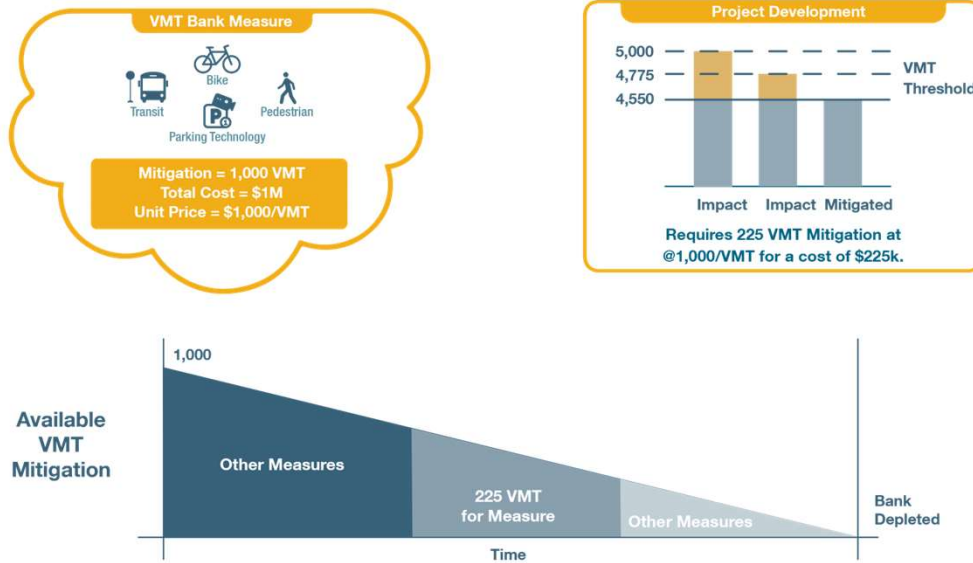 VMT Bank Measure
Bike
Transit
Pedestrian
P
Parking Technology
Mitigation = 1,000 VMT
Total Cost = $1M
Unit Price = $1,000/VMT
Project Development
5,000
4,775
4,550
VMT
Threshold
Impact Impact Mitigated
Requires 225 VMT Mitigation at
@1,000/VMT for a cost of $225k.
1,000
Available
VMT
Mitigation
Other Measures
225 VMT
for Measure
Other Measures
Bank
Depleted
Time